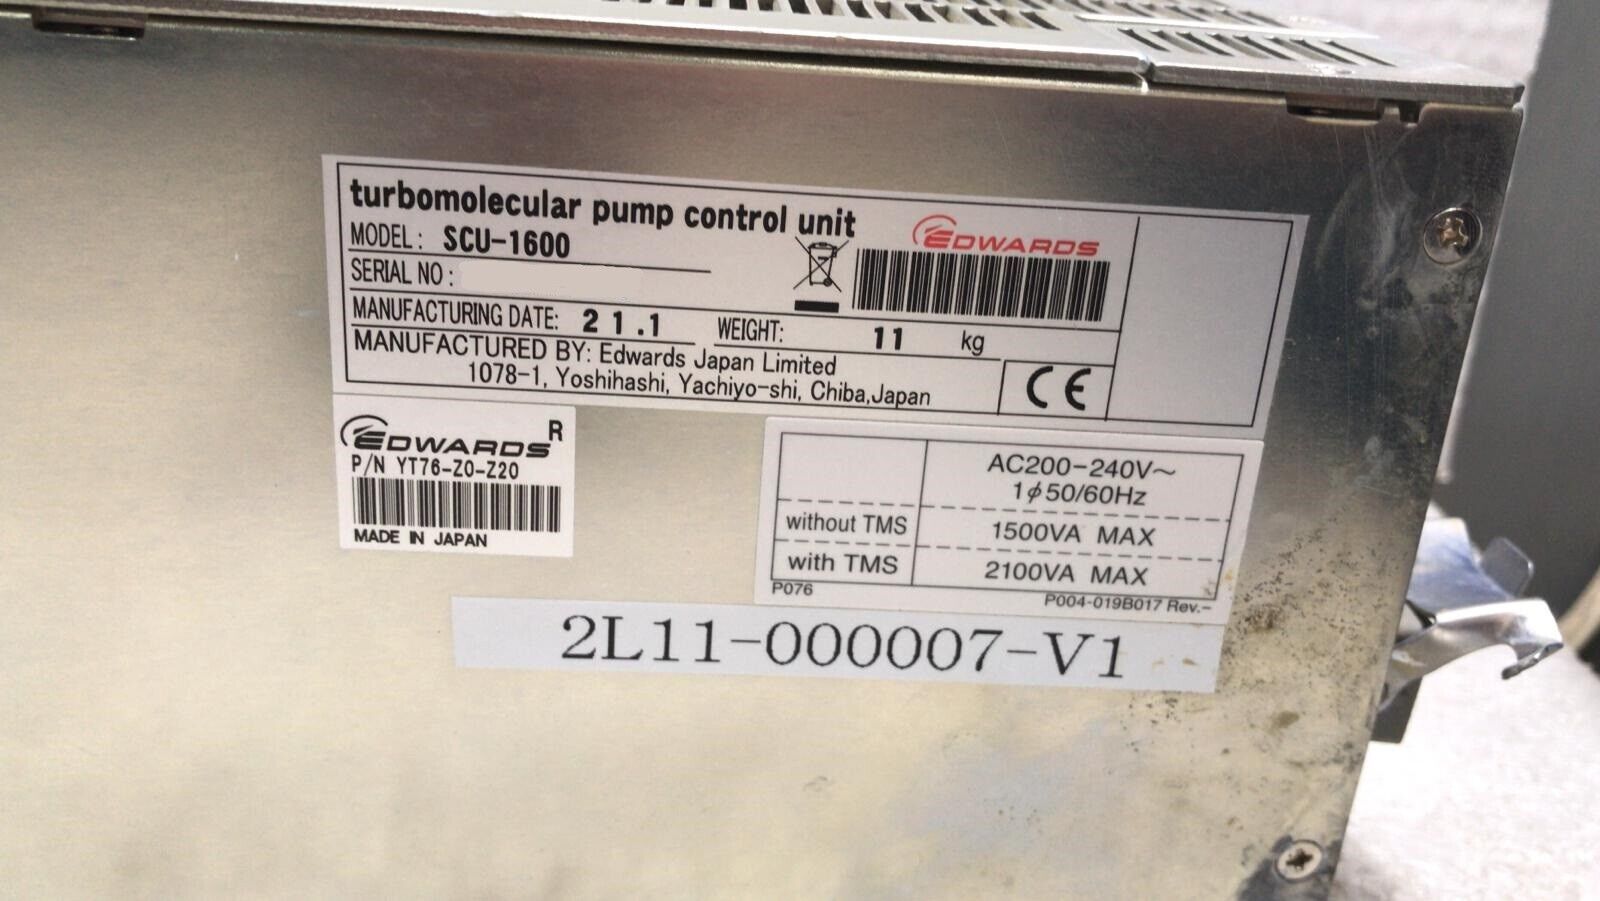 turbomolecular pump control unit
EDWARDS
MODEL: SCU-1600
SERIAL NO:
MANUFACTURING DATE: 21.1 WEIGHT: 11 kg
MANUFACTURED BY: Edwards Japan Limited
1078-1, Yoshihashi, Yachiyo-shi, Chiba,Japan
CE
EDWARDS R
P/N YT76-Z0-Z20
MADE IN JAPAN
AC200-240V~
1φ50/60Hz
without TMS 1500VA MAX
with TMS 2100VA MAX
P076 P004-019B017 Rev.-
2L11-000007-V1